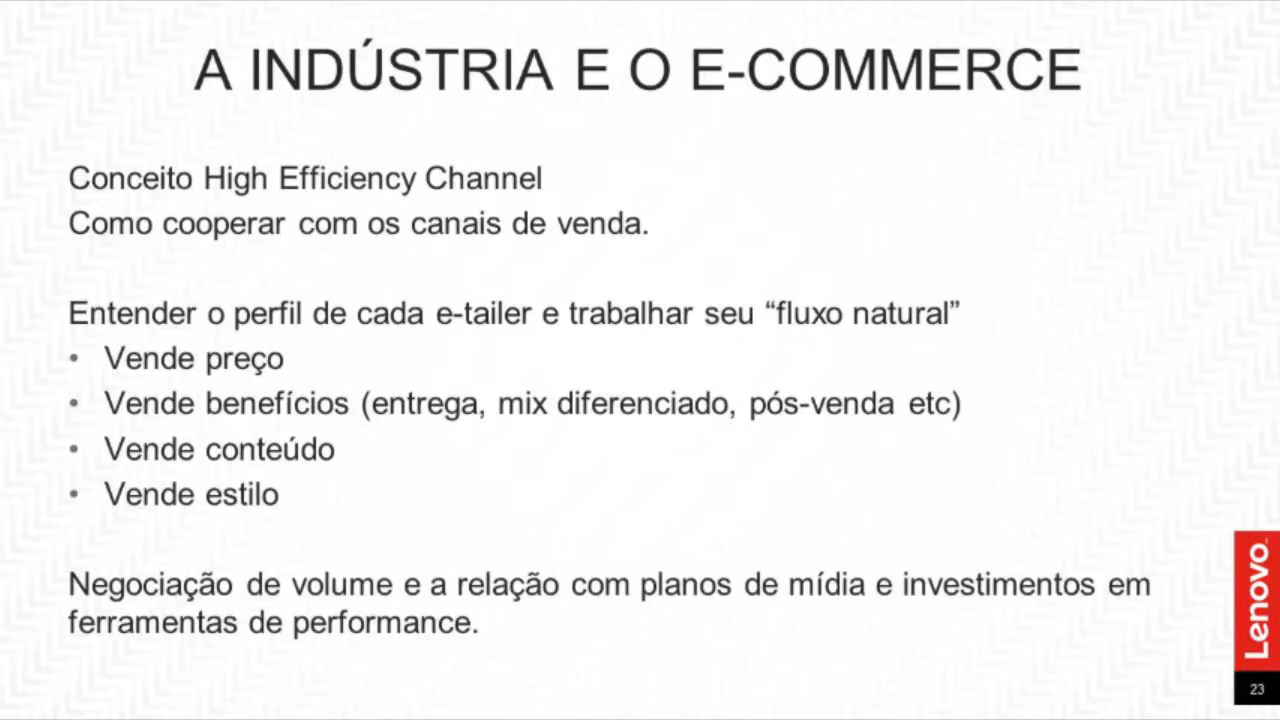 A INDÚSTRIA E O E-COMMERCE
Conceito High Efficiency Channel
Como cooperar com os canais de venda.
Entender o perfil de cada e-tailer e trabalhar seu “fluxo natural”
• Vende preço
• Vende benefícios (entrega, mix diferenciado, pós-venda etc)
• Vende conteúdo
• Vende estilo
Negociação de volume e a relação com planos de mídia e investimentos em
ferramentas de performance.
Lenovo
23